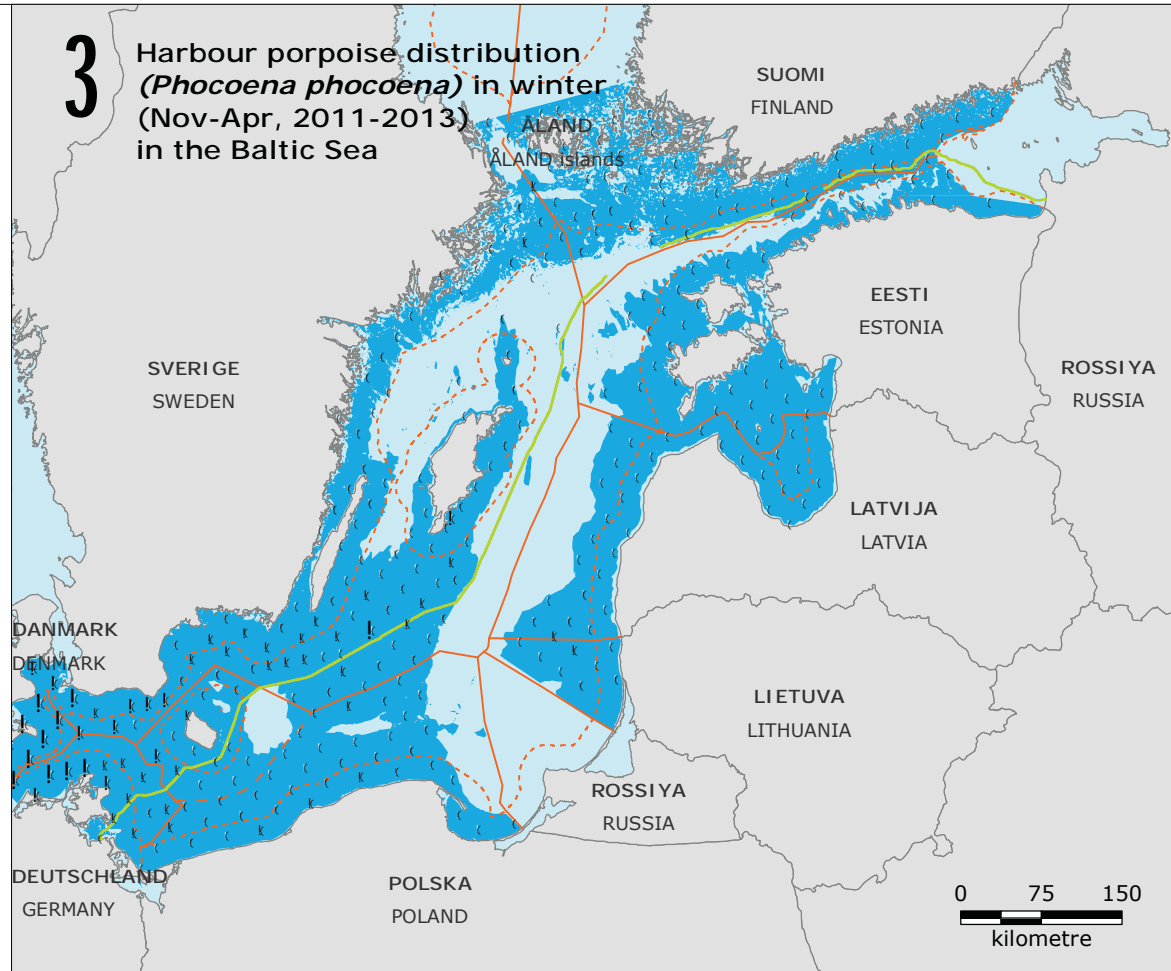 3
Harbour porpoise distribution
(Phocoena phocoena) in winter
(Nov-Apr, 2011-2013)
in the Baltic Sea
SUOMI
FINLAND
ÅLAND
ÅLAND islands
EESTI
ESTONIA
ROSSIYA
RUSSIA
SVERIGE
SWEDEN
LATVIJA
LATVIA
DANMARK
DENMARK
LIETUVA
LITHUANIA
ROSSIYA
RUSSIA
DEUTSCHLAND
GERMANY
POLSKA
POLAND
0 75 150
kilometre